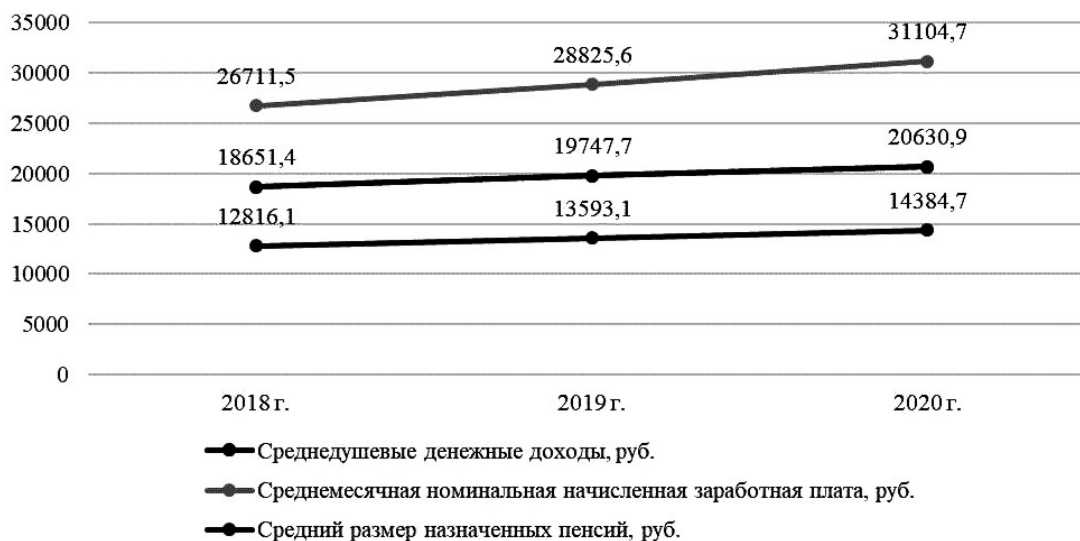 35000
30000
25000
20000
15000
10000
5000
0
26711,5
28825,6
31104,7
18651,4
19747,7
20630,9
12816,1
13593,1
14384,7
2018 г.
2019 г.
2020 г.
Среднедушевые денежные доходы, руб.
Среднемесячная номинальная начисленная заработная плата, руб.
Средний размер назначенных пенсий, руб.